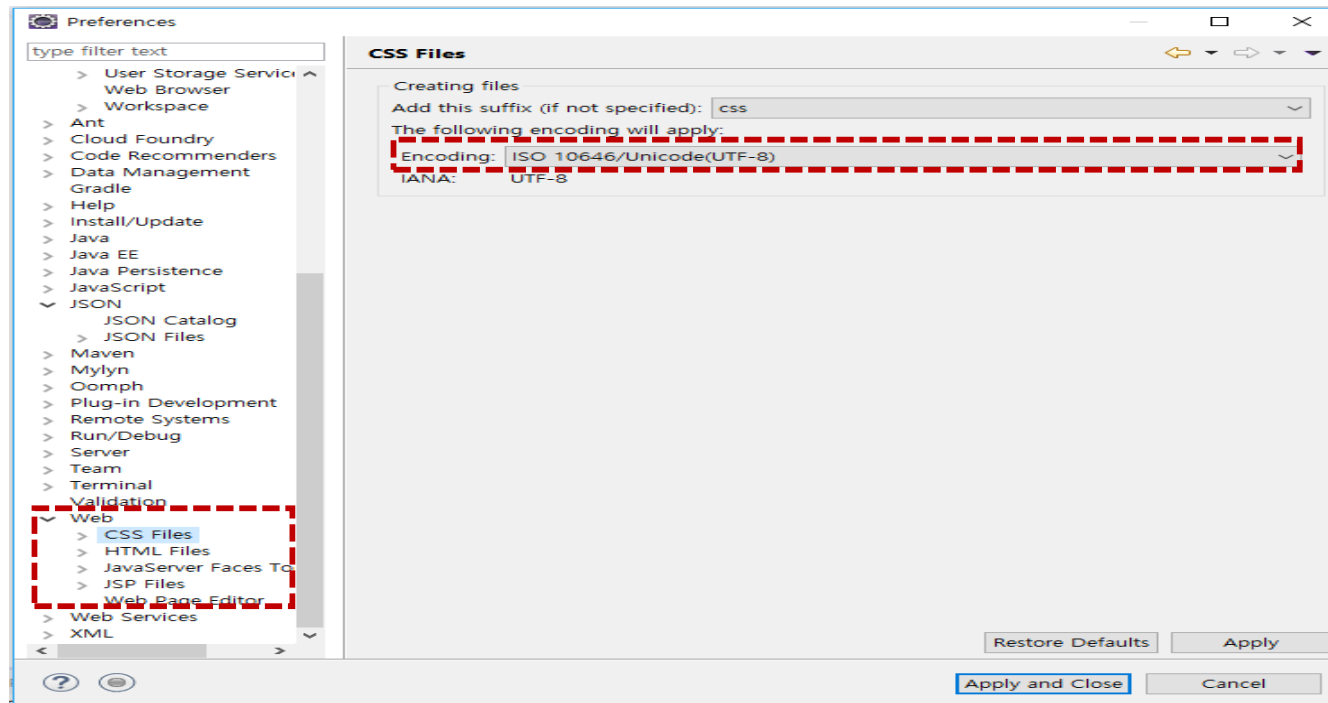 Preferences
type filter text
User Storage Servic
Web Browser
Workspace
Ant
Cloud Foundry
Code Recommenders
Data Management
Gradle
Help
Install/Update
Java
Java EE
Java Persistence
JavaScript
JSON
JSON Catalog
JSON Files
Maven
Mylyn
Oomph
Plug-in Development
Remote Systems
Run/Debug
Server
Team
Terminal
Validation
Web
CSS Files
HTML Files
JavaServer Faces To
JSP Files
Web Page Editor
Web Services
XML
CSS Files
Creating files
Add this suffix (if not specified): css
The following encoding will apply:
Encoding: ISO 10646/Unicode(UTF-8)
IANA: UTF-8
Restore Defaults Apply
Apply and Close Cancel